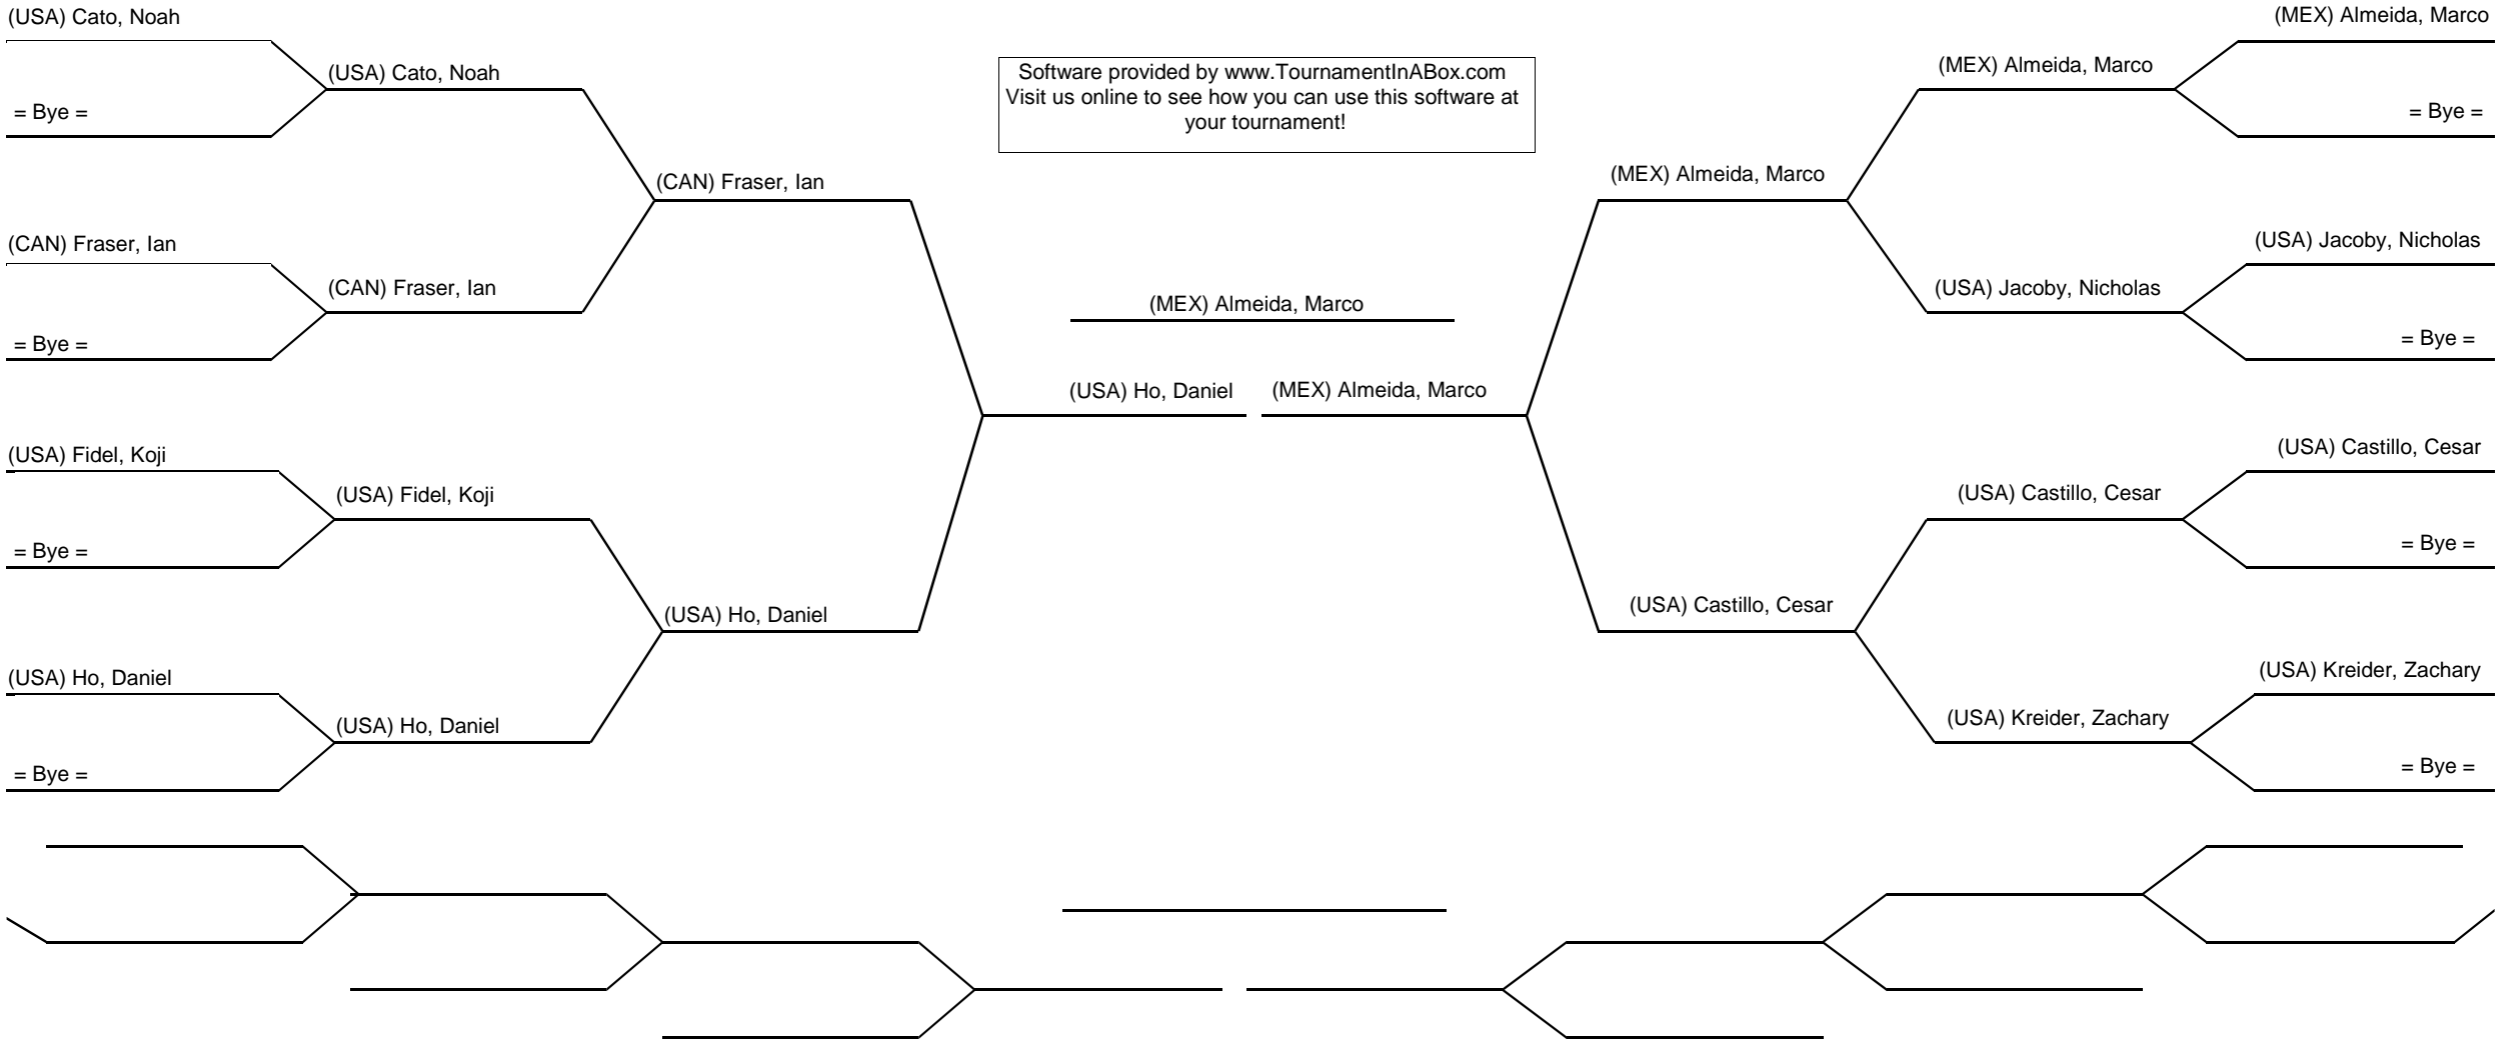 (USA) Cato, Noah
(MEX) Almeida, Marco
(USA) Cato, Noah
Software provided by www.TournamentInABox.com
Visit us online to see how you can use this software at
your tournament!
(MEX) Almeida, Marco
= Bye =
= Bye =
(CAN) Fraser, Ian
(MEX) Almeida, Marco
(CAN) Fraser, Ian
(USA) Jacoby, Nicholas
(CAN) Fraser, Ian
(MEX) Almeida, Marco
(USA) Jacoby, Nicholas
= Bye =
= Bye =
(USA) Ho, Daniel
(MEX) Almeida, Marco
(USA) Fidel, Koji
(USA) Castillo, Cesar
(USA) Fidel, Koji
(USA) Castillo, Cesar
= Bye =
= Bye =
(USA) Ho, Daniel
(USA) Castillo, Cesar
(USA) Ho, Daniel
(USA) Kreider, Zachary
(USA) Ho, Daniel
(USA) Kreider, Zachary
= Bye =
= Bye =